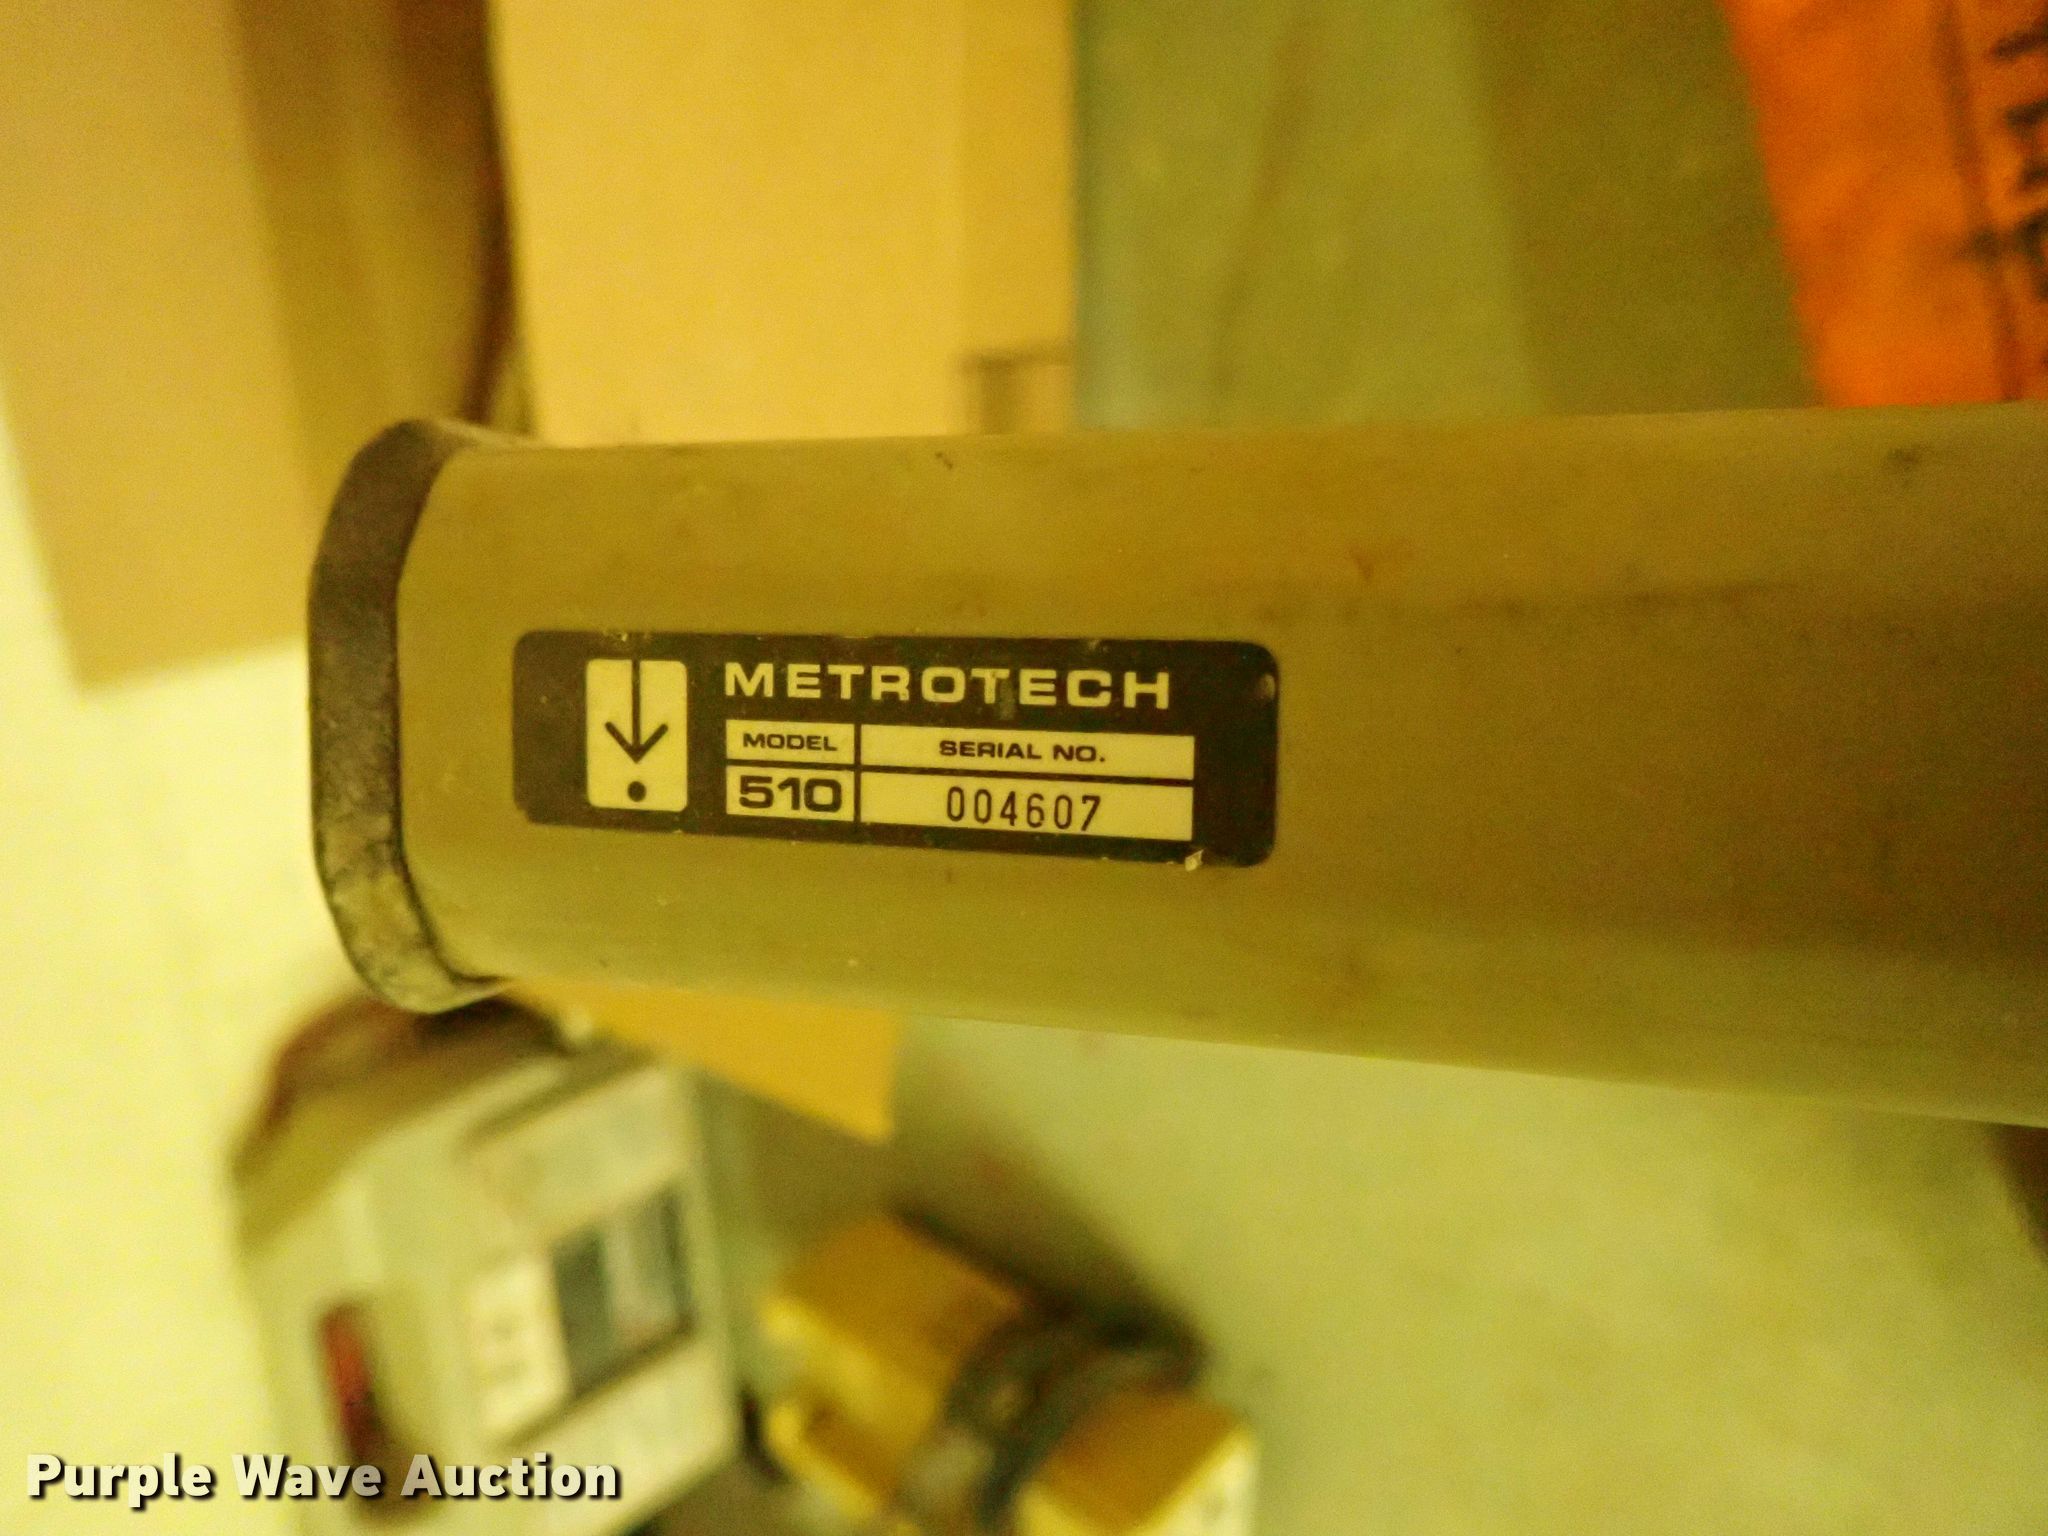 METROTECH
MODEL SERIAL NO.
510 004607
Purple Wave Auction